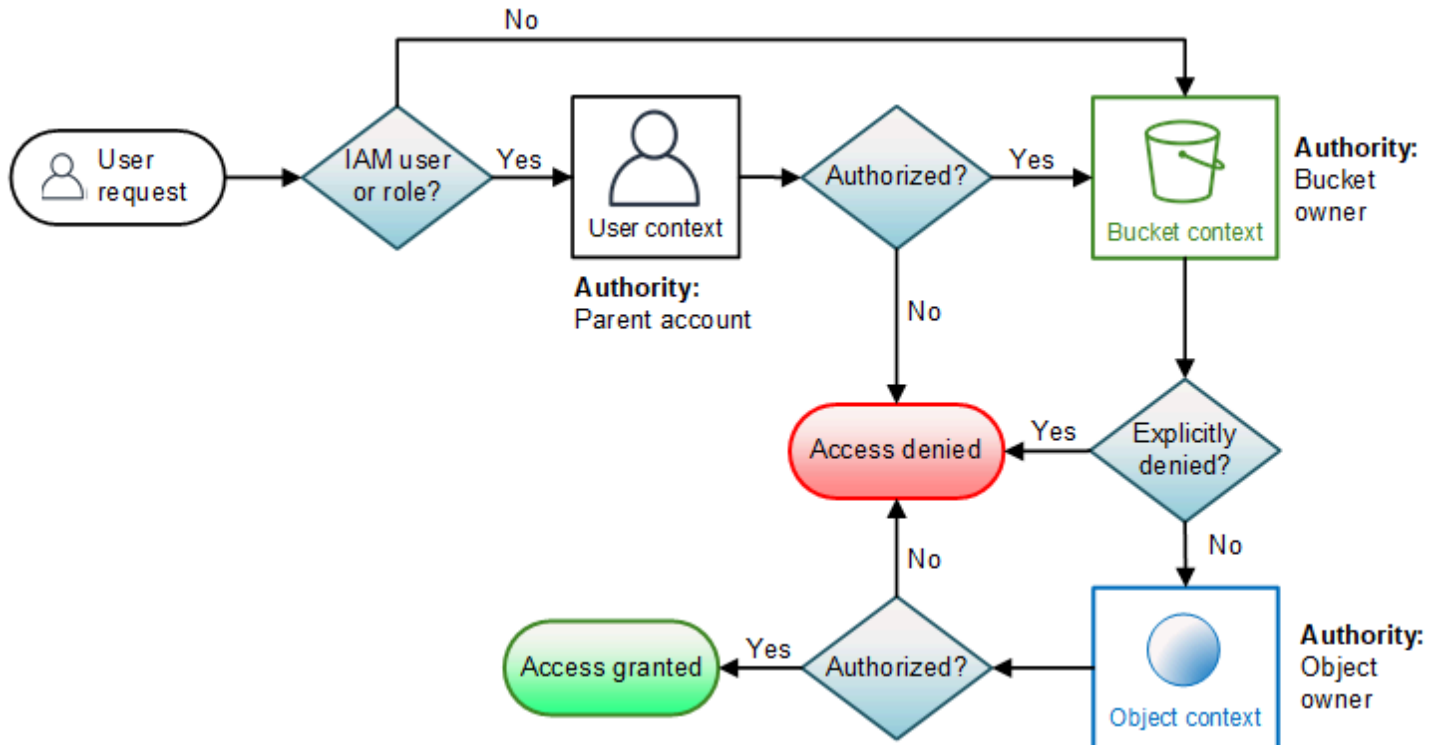 No
User
request
IAM user
or role?
Yes
User context
Authority:
Parent account
Authorized?
Yes
Bucket context
Authority:
Bucket
owner
No
Access denied
Yes
Explicitly
denied?
No
No
Access granted
Yes
Authorized?
Object context
Authority:
Object
owner